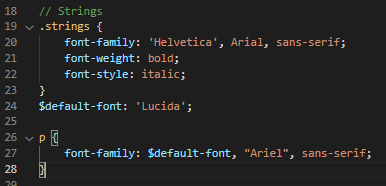 18 // Strings
19 .strings {
20 font-family: 'Helvetica', Arial, sans-serif;
21 font-weight: bold;
22 font-style: italic;
23 }
24 $default-font: 'Lucida';
25
26 p {
27 font-family: $default-font, "Ariel", sans-serif;
28 }
29